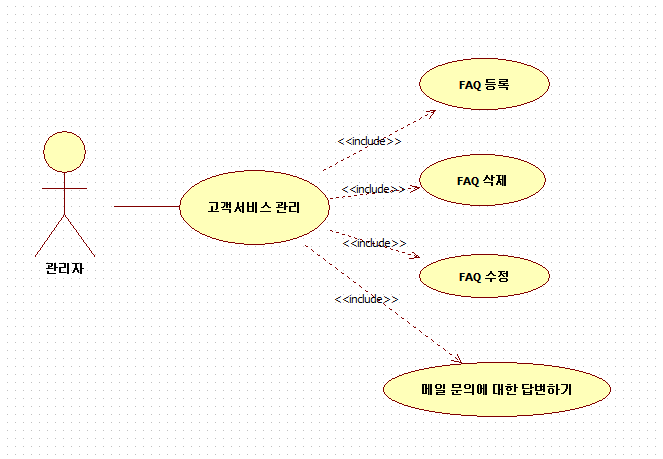 FAQ 등록
<<include>>
<<include>>
FAQ 삭제
고객서비스 관리
<<include>>
관리자
FAQ 수정
<<include>>
메일 문의에 대한 답변하기